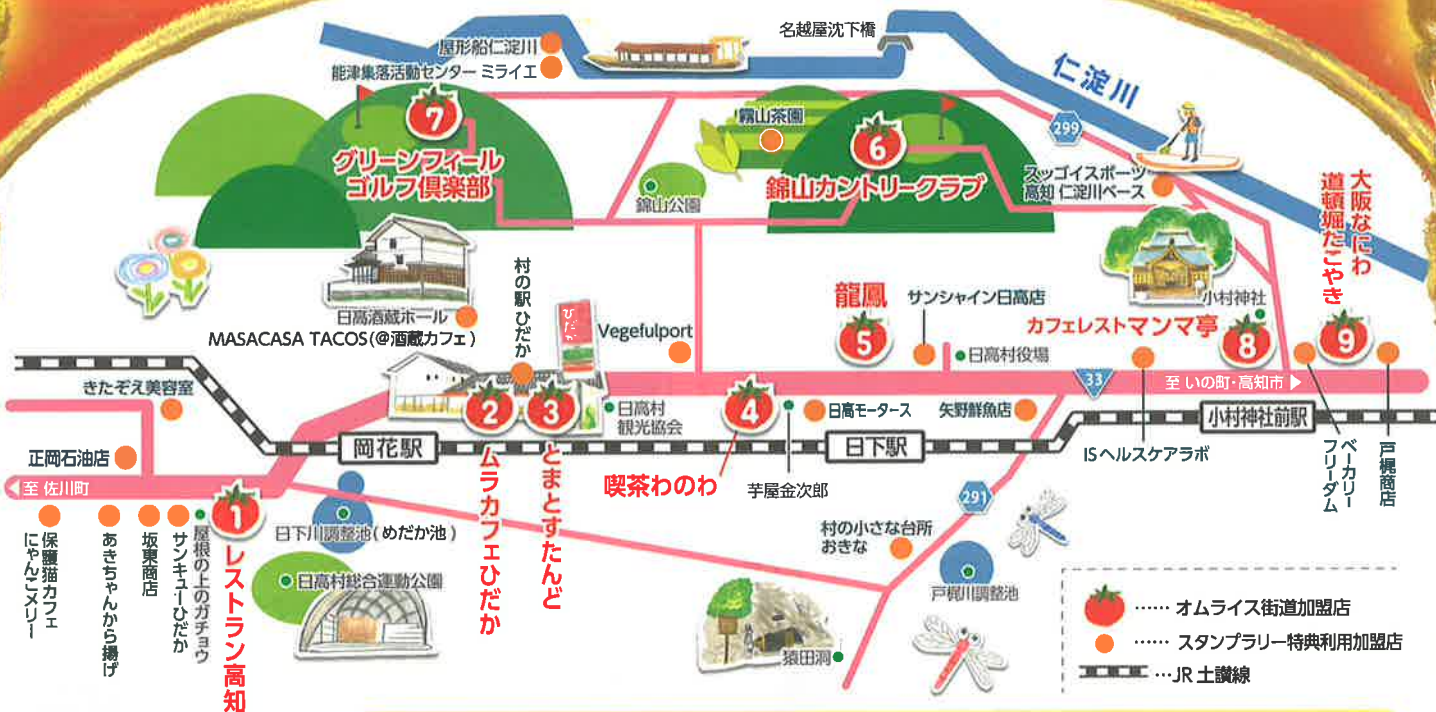 名越屋沈下橋
屋形船仁淀川
能津集落活動センター ミライエ
仁淀川
299
7
グリーンフィール
ゴルフ倶楽部
霧山茶園
6
錦山カントリークラブ
錦山公園
スッゴイスポーツ
高知 仁淀川ベース
大阪なにわ
道頓堀たこやき
9
日高酒蔵ホール
MASACASA TACOS(@酒蔵カフェ)
村の駅ひだか
ひだか
Vegefulport
龍鳳
5
サンシャイン日高店
日高村役場
小村神社
カフェレストマンマ亭
8
33
至 いの町・高知市
きたぞえ美容室
2
ムラカフェひだか
3
とまとすたんど
日高村
観光協会
4
喫茶わのわ
芋屋金次郎
日高モータース
矢野鮮魚店
岡花駅
日下駅
小村神社前駅
ISヘルスケアラボ
ベーカリー
フリーダム
戸梶商店
正岡石油店
至 佐川町
保護猫カフェ
にゃんこメリー
あきちゃんから揚げ
坂東商店
サンキューひだか
屋根の上のガチョウ
1
レストラン高知
日下川調整池(めだか池)
日高村総合運動公園
291
村の小さな台所
おきな
戸梶川調整池
猿田洞
……オムライス街道加盟店
……スタンプラリー特典利用加盟店
…JR土讃線